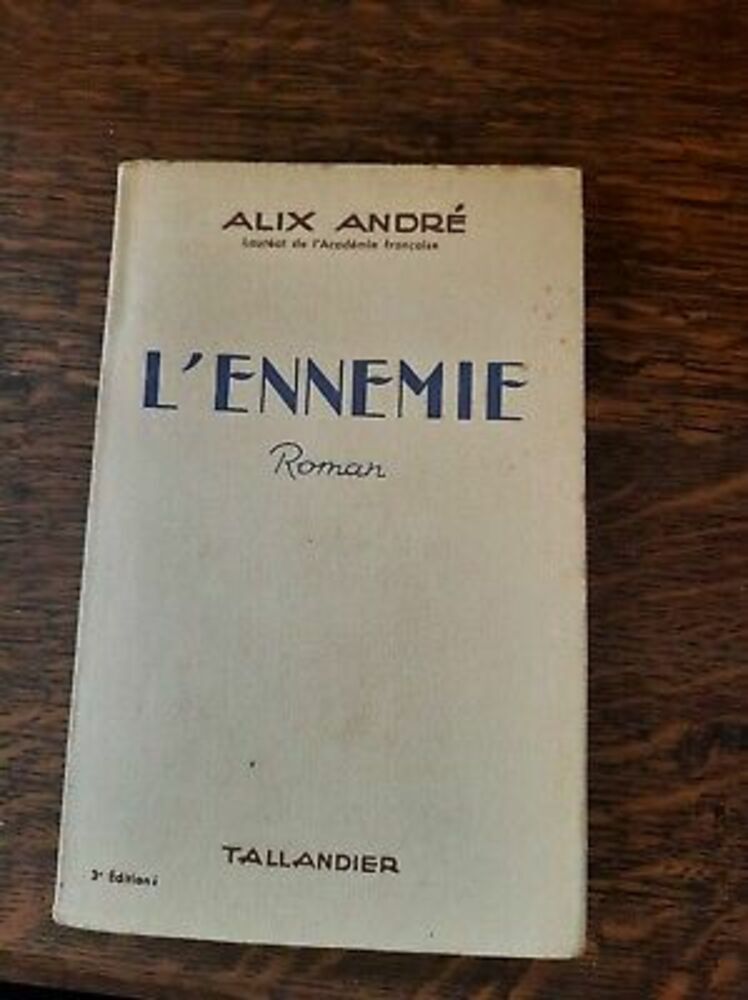 ALIX ANDRÉ
Lauréat de l'Académie française
L'ENNEMIE
Roman
TALLANDIER
3e Édition